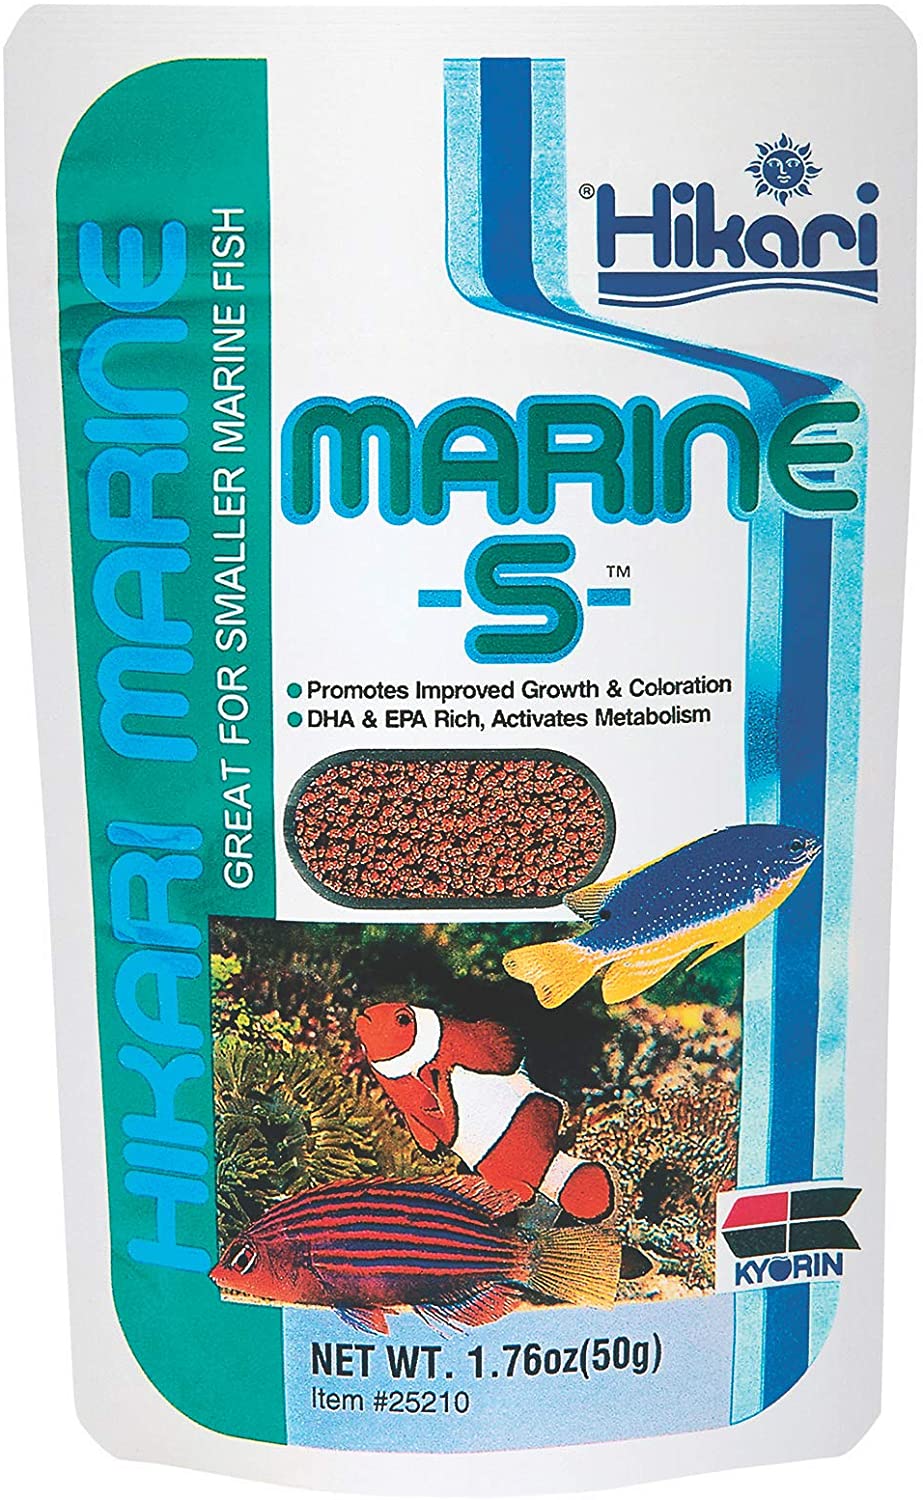 HIKARI MARINE
GREAT FOR SMALLER MARINE FISH
® Hikari
MARINE
-S-™
Promotes Improved Growth & Coloration
DHA & EPA Rich, Activates Metabolism
KYORIN
NET WT. 1.76oz(50g)
Item #25210